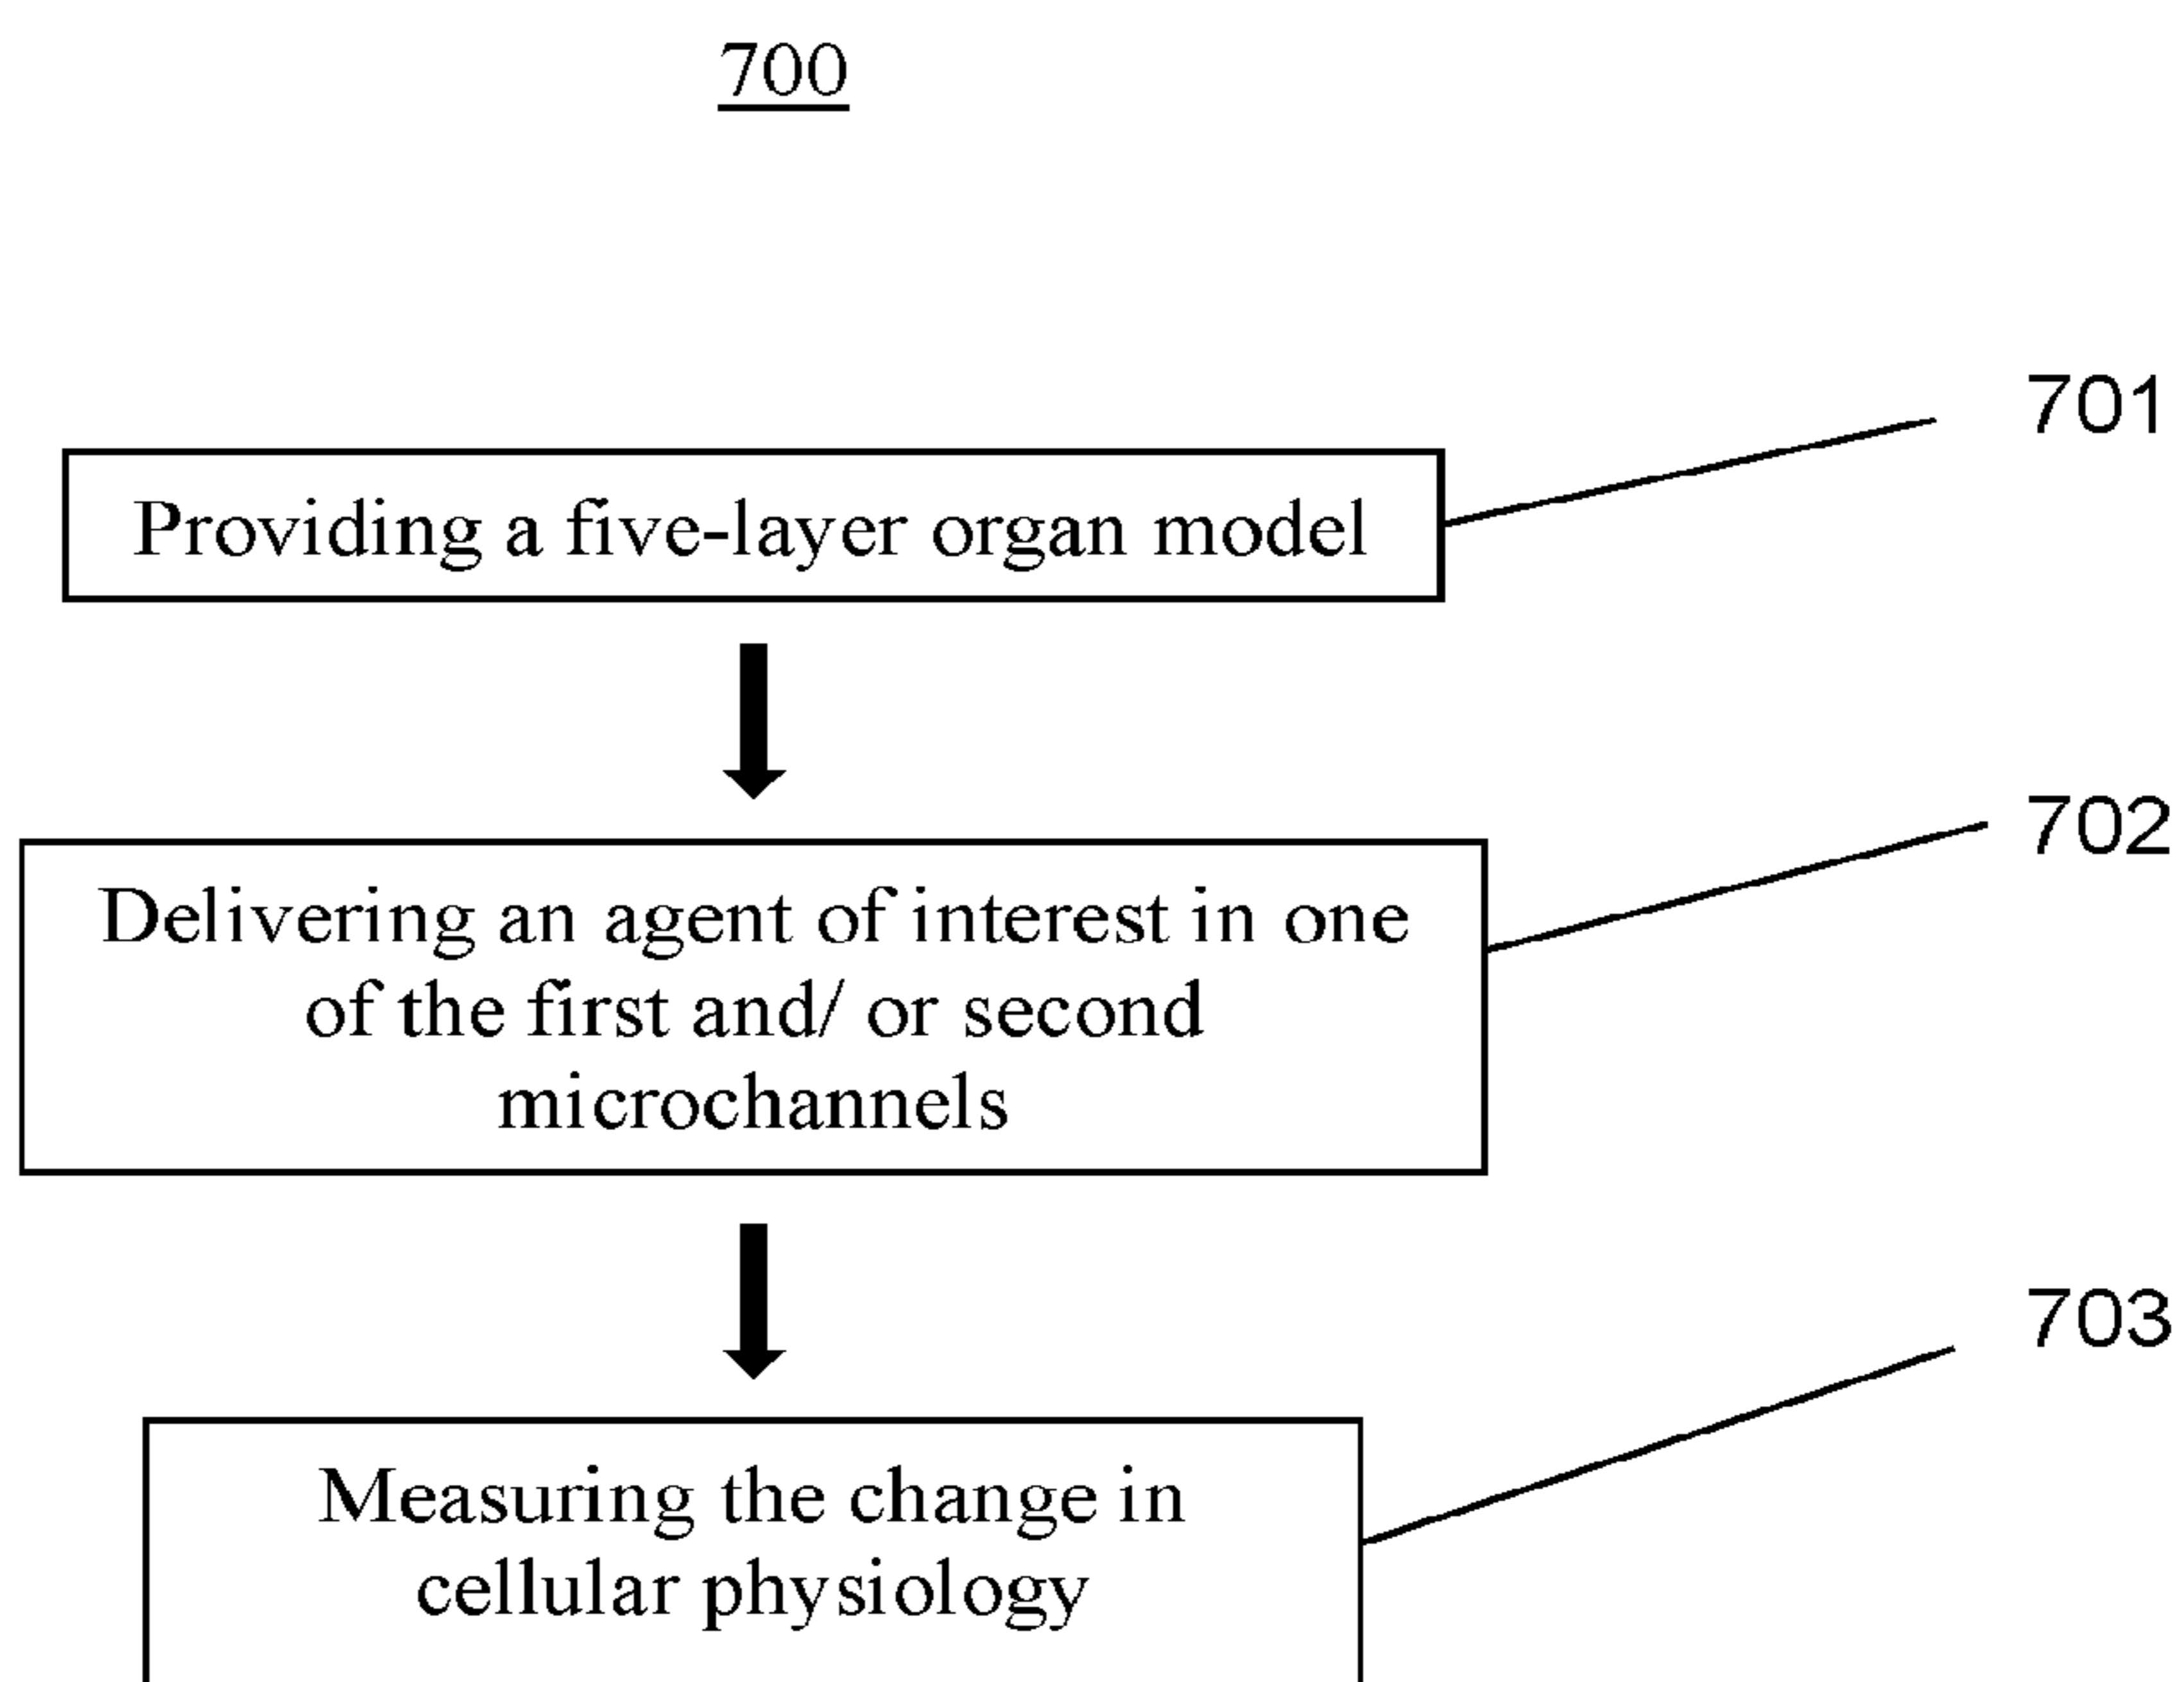 700
701
Providing a five-layer organ model
702
Delivering an agent of interest in one
of the first and/ or second
microchannels
703
Measuring the change in
cellular physiology